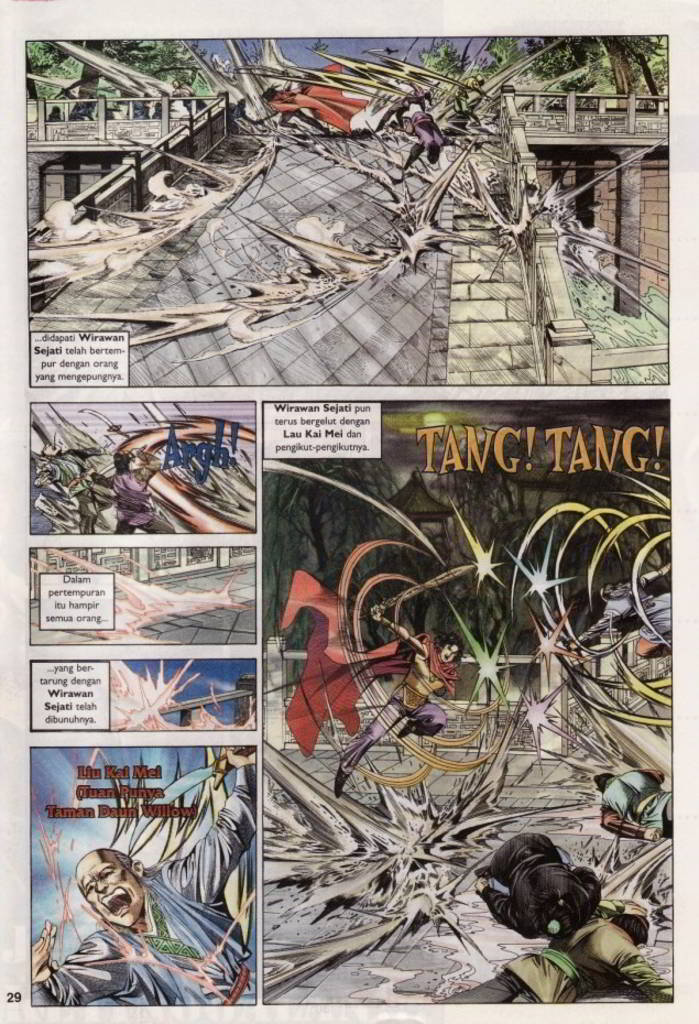 ...didapati Wirawan
Sejati telah bertem-
pur dengan orang
yang mengepungnya.
Argh!
Dalam
pertempuran
itu hampir
semua orang...
...yang ber-
tarung dengan
Wirawan
Sejati telah
dibunuhnya.
Liu Kai Mei
(Tuan Punya
Taman Daun Willow)
Wirawan Sejati pun
terus bergelut dengan
Lau Kai Mei dan
pengikut-pengikutnya.
TANG! TANG!
29